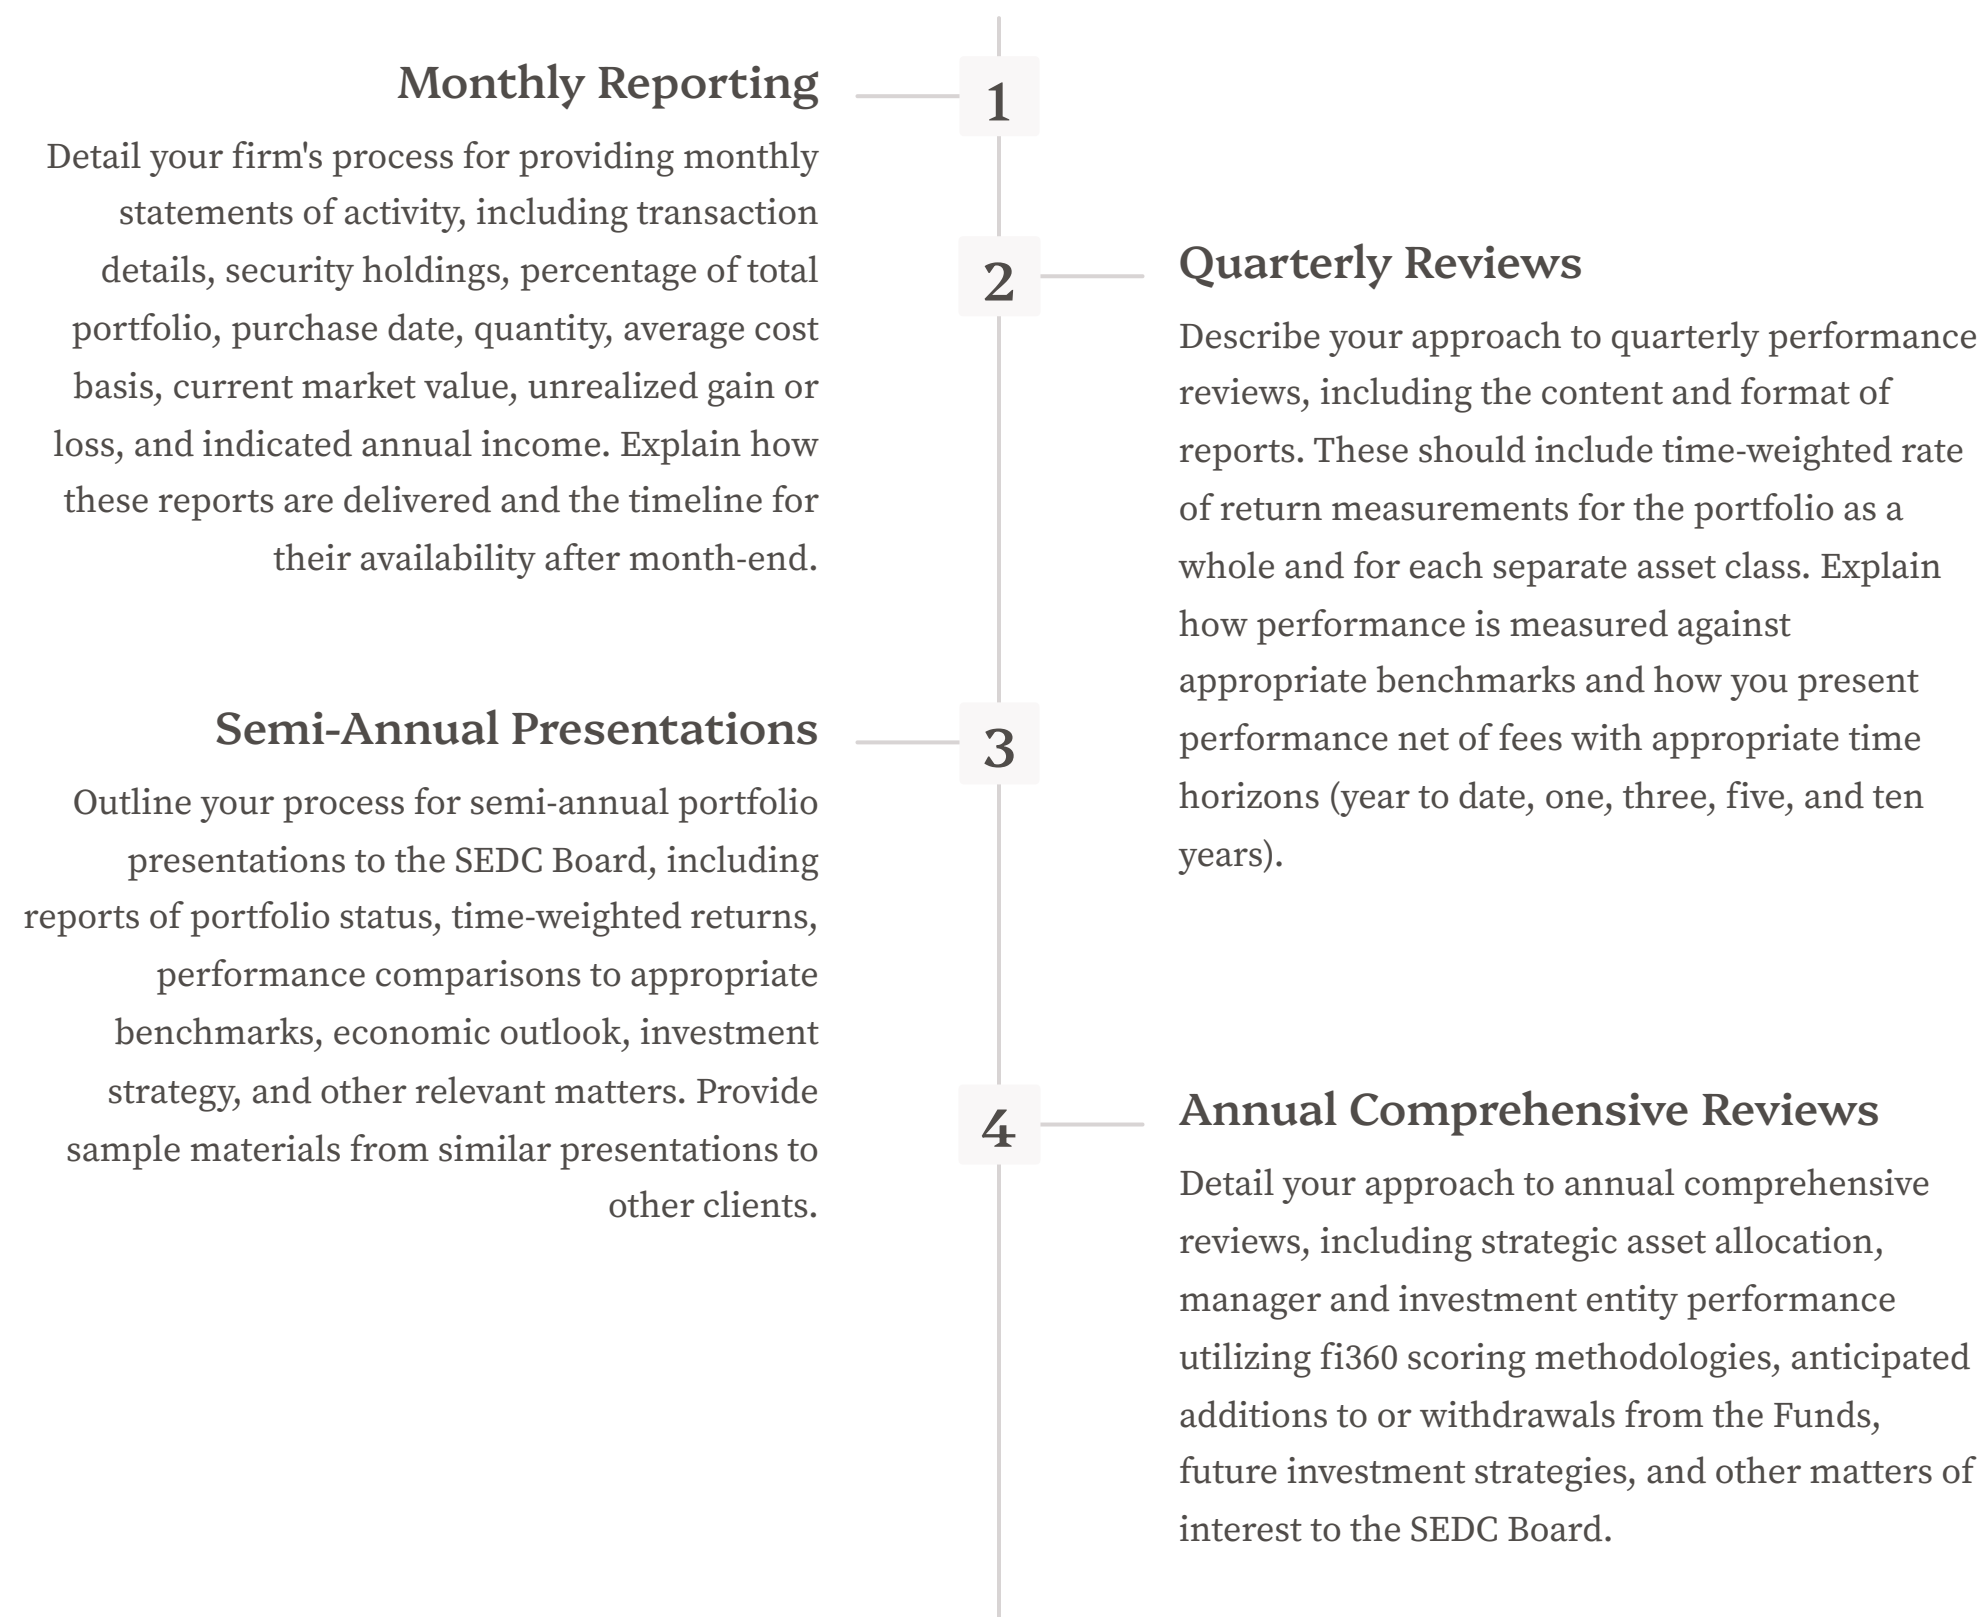 1
Monthly Reporting
Detail your firm's process for providing monthly
statements of activity, including transaction
details, security holdings, percentage of total
portfolio, purchase date, quantity, average cost
basis, current market value, unrealized gain or
loss, and indicated annual income. Explain how
these reports are delivered and the timeline for
their availability after month-end.
2
Quarterly Reviews
Describe your approach to quarterly performance
reviews, including the content and format of
reports. These should include time-weighted rate
of return measurements for the portfolio as a
whole and for each separate asset class. Explain
how performance is measured against
appropriate benchmarks and how you present
performance net of fees with appropriate time
horizons (year to date, one, three, five, and ten
years).
3
Semi-Annual Presentations
Outline your process for semi-annual portfolio
presentations to the SEDC Board, including
reports of portfolio status, time-weighted returns,
performance comparisons to appropriate
benchmarks, economic outlook, investment
strategy, and other relevant matters. Provide
sample materials from similar presentations to
other clients.
4
Annual Comprehensive Reviews
Detail your approach to annual comprehensive
reviews, including strategic asset allocation,
manager and investment entity performance
utilizing fi360 scoring methodologies, anticipated
additions to or withdrawals from the Funds,
future investment strategies, and other matters of
interest to the SEDC Board.